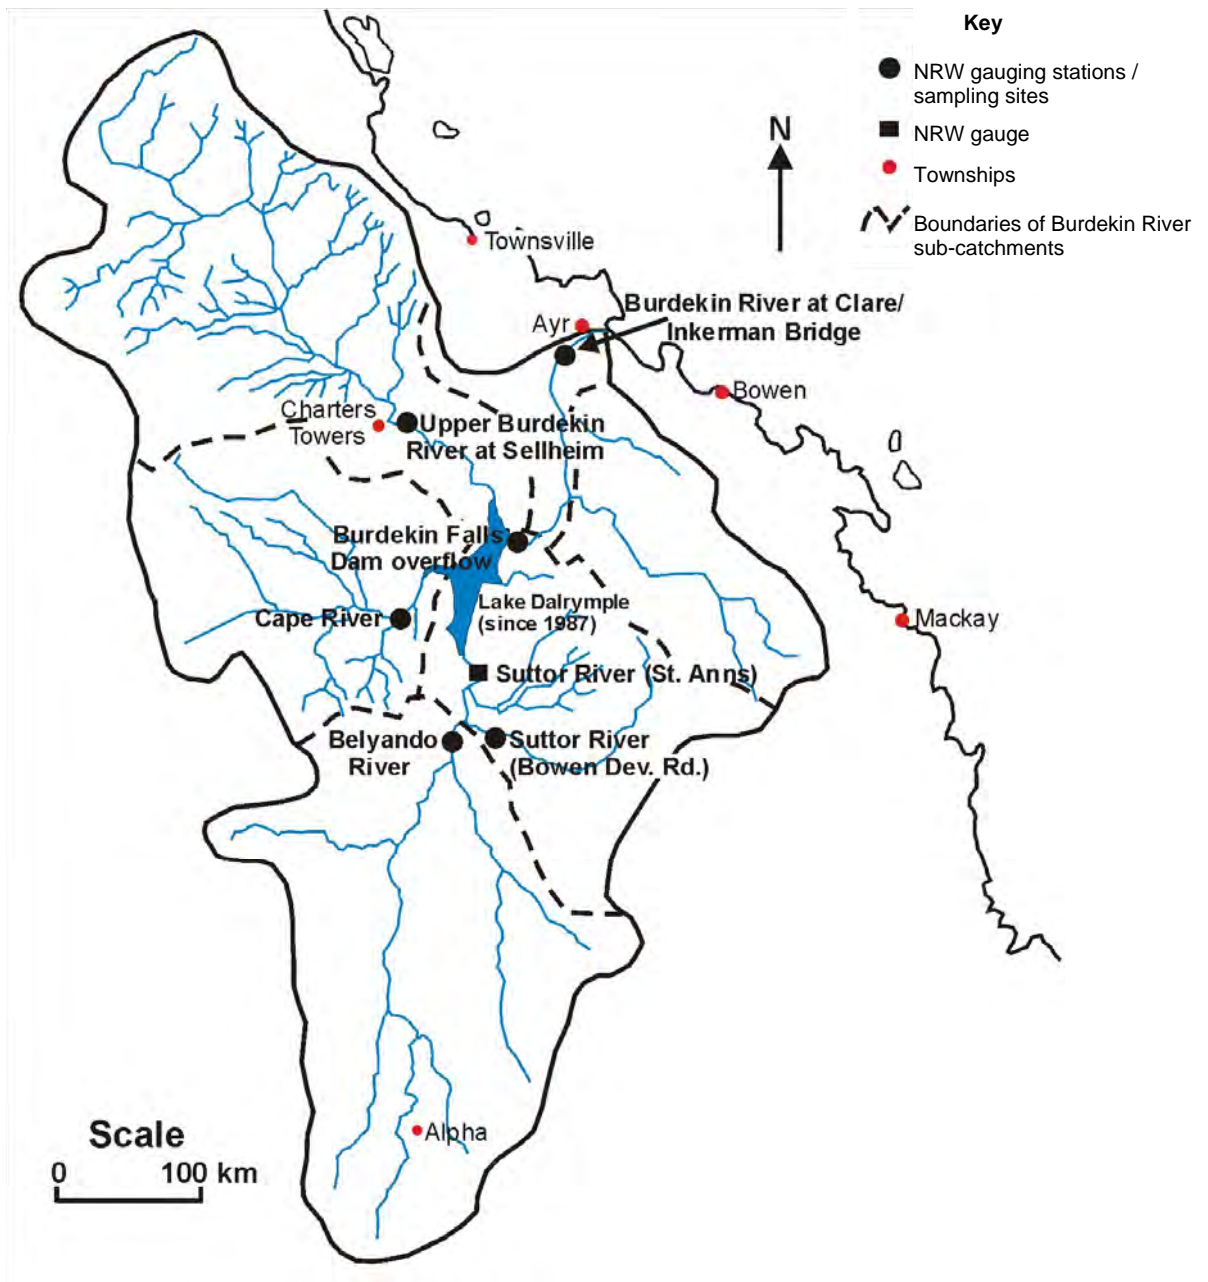 Key
NRW gauging stations /
sampling sites
NRW gauge
Townships
Boundaries of Burdekin River
sub-catchments
N
Townsville
Ayr
Burdekin River at Clare/
Inkerman Bridge
Bowen
Charters
Towers
Upper Burdekin
River at Sellheim
Burdekin Falls
Dam overflow
Lake Dalrymple
(since 1987)
Cape River
Mackay
Suttor River (St. Anns)
Belyando
River
Suttor River
(Bowen Dev. Rd.)
Alpha
Scale
0 100 km